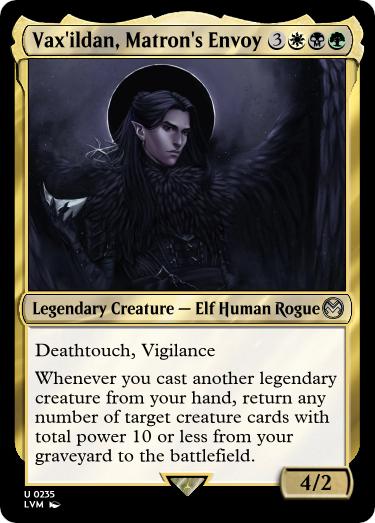 Vax'ildan, Matron's Envoy 3
Legendary Creature — Elf Human Rogue
Deathtouch, Vigilance
Whenever you cast another legendary
creature from your hand, return any
number of target creature cards with
total power 10 or less from your
graveyard to the battlefield.
4/2
U 0235
LVM